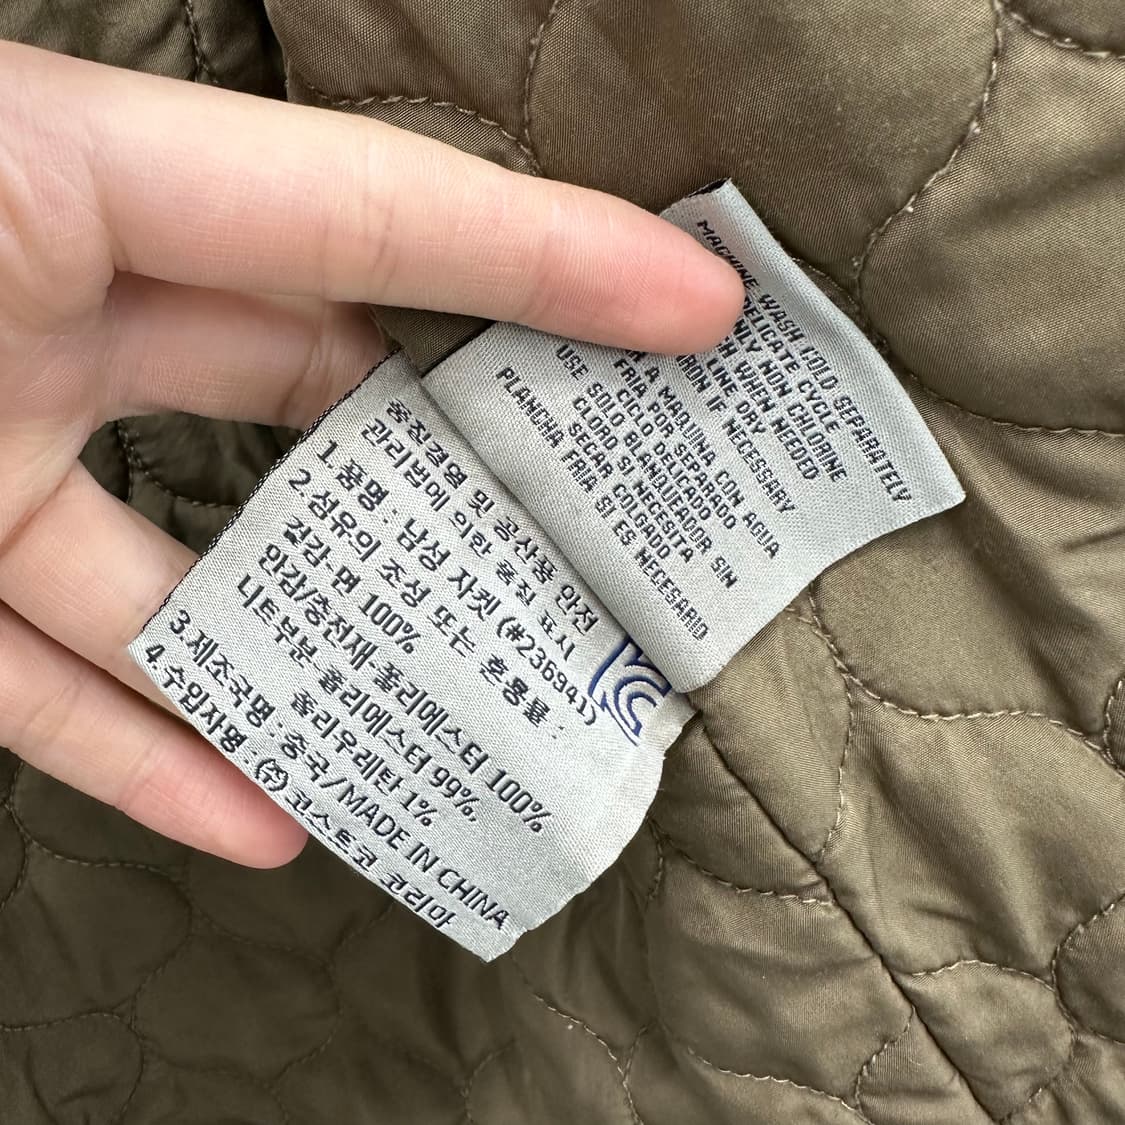 MACHINE WASH COLD SEPARATELY
DELICATE CYCLE
ONLY NON CHLORINE
WHEN NEEDED
LINE DRY
IRON IF NECESSARY
A MAQUINA CON AGUA
FRIA POR SEPARADO
CICLO DELICADO
USE SOLO BLANQUEADOR SIN
CLORO SI NECESITA
SECAR COLGADO
PLANCHA FRIA SI ES NECESARIO
품질경영 및 공산품 안전
관리법에 의한 품질 표시
1.품명 : 남성 자켓 (#236941)
2.섬유의 조성 또는 혼용률 :
겉감-면 100%
안감/충전재-폴리에스터 100%
니트부분-폴리에스터 99%,
폴리우레탄 1%
3.제조국명 : 중국/MADE IN CHINA
4.수입자명 : ㈜ 코스트코 코리아